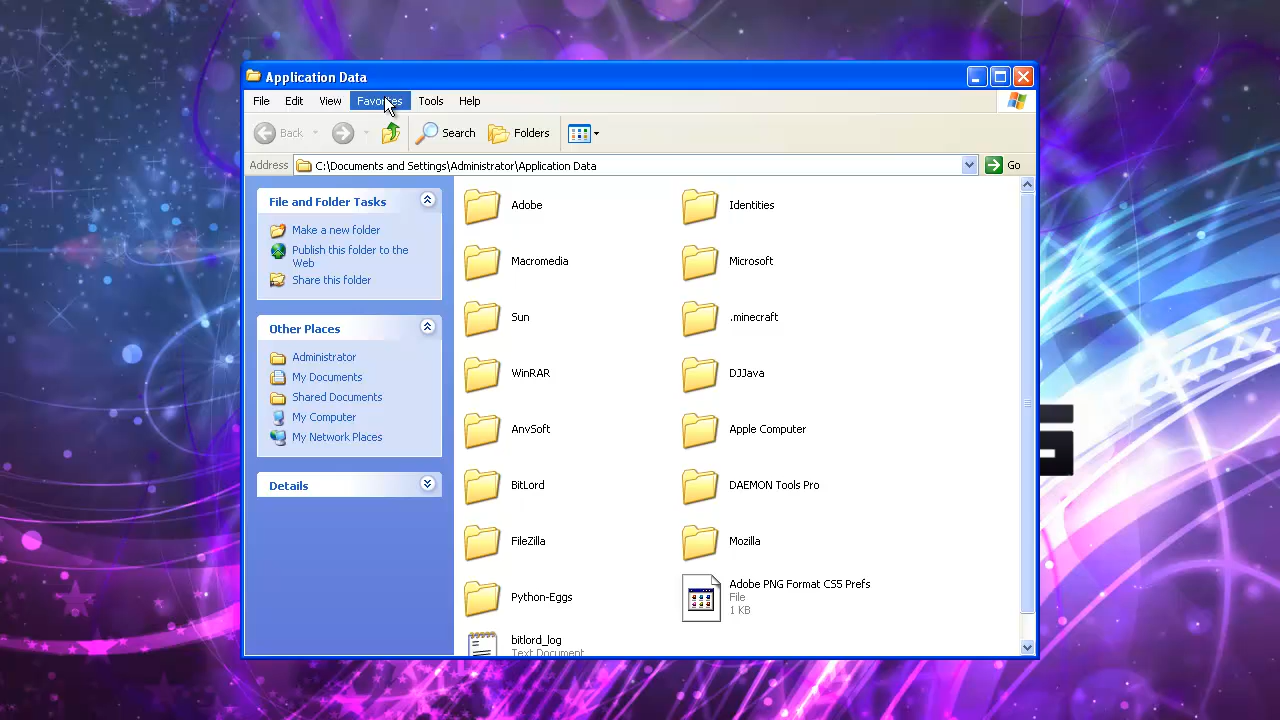 Application Data
File Edit View Favorites Tools Help
Back Search Folders
Address C:\Documents and Settings\Administrator\Application Data Go
File and Folder Tasks
Make a new folder
Publish this folder to the
Web
Share this folder
Other Places
Administrator
My Documents
Shared Documents
My Computer
My Network Places
Details
Adobe
Identities
Macromedia
Microsoft
Sun
.minecraft
WinRAR
DJJava
AnvSoft
Apple Computer
BitLord
DAEMON Tools Pro
FileZilla
Mozilla
Python-Eggs
Adobe PNG Format CS5 Prefs
File
1 KB
bitlord_log
Text Document